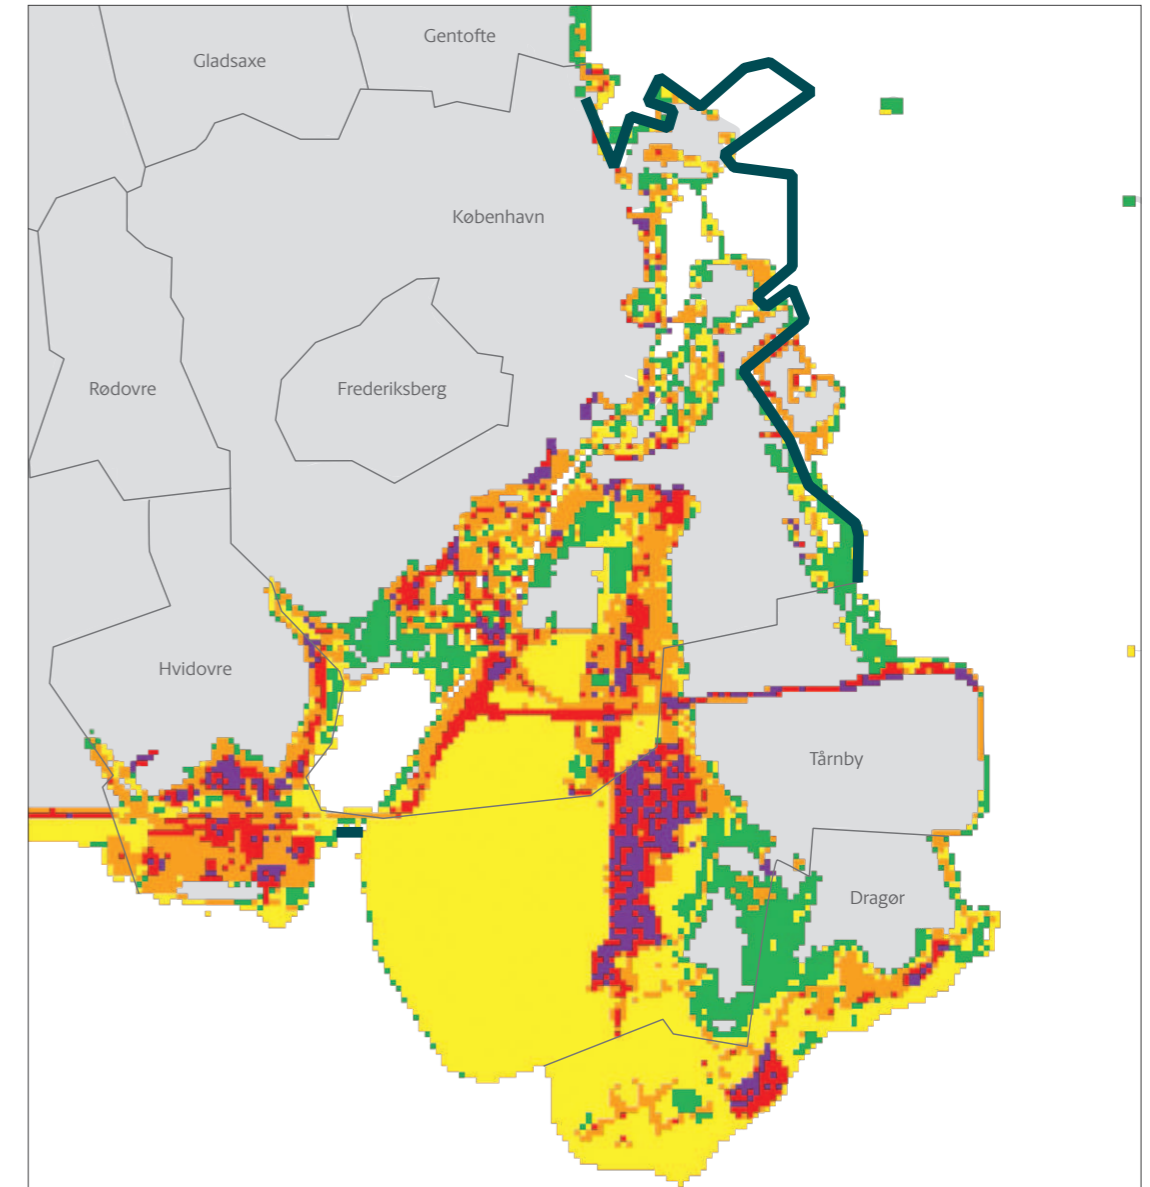 Gentofte
Gladsaxe
København
Rødovre
Frederiksberg
Hvidovre
Tårnby
Dragør